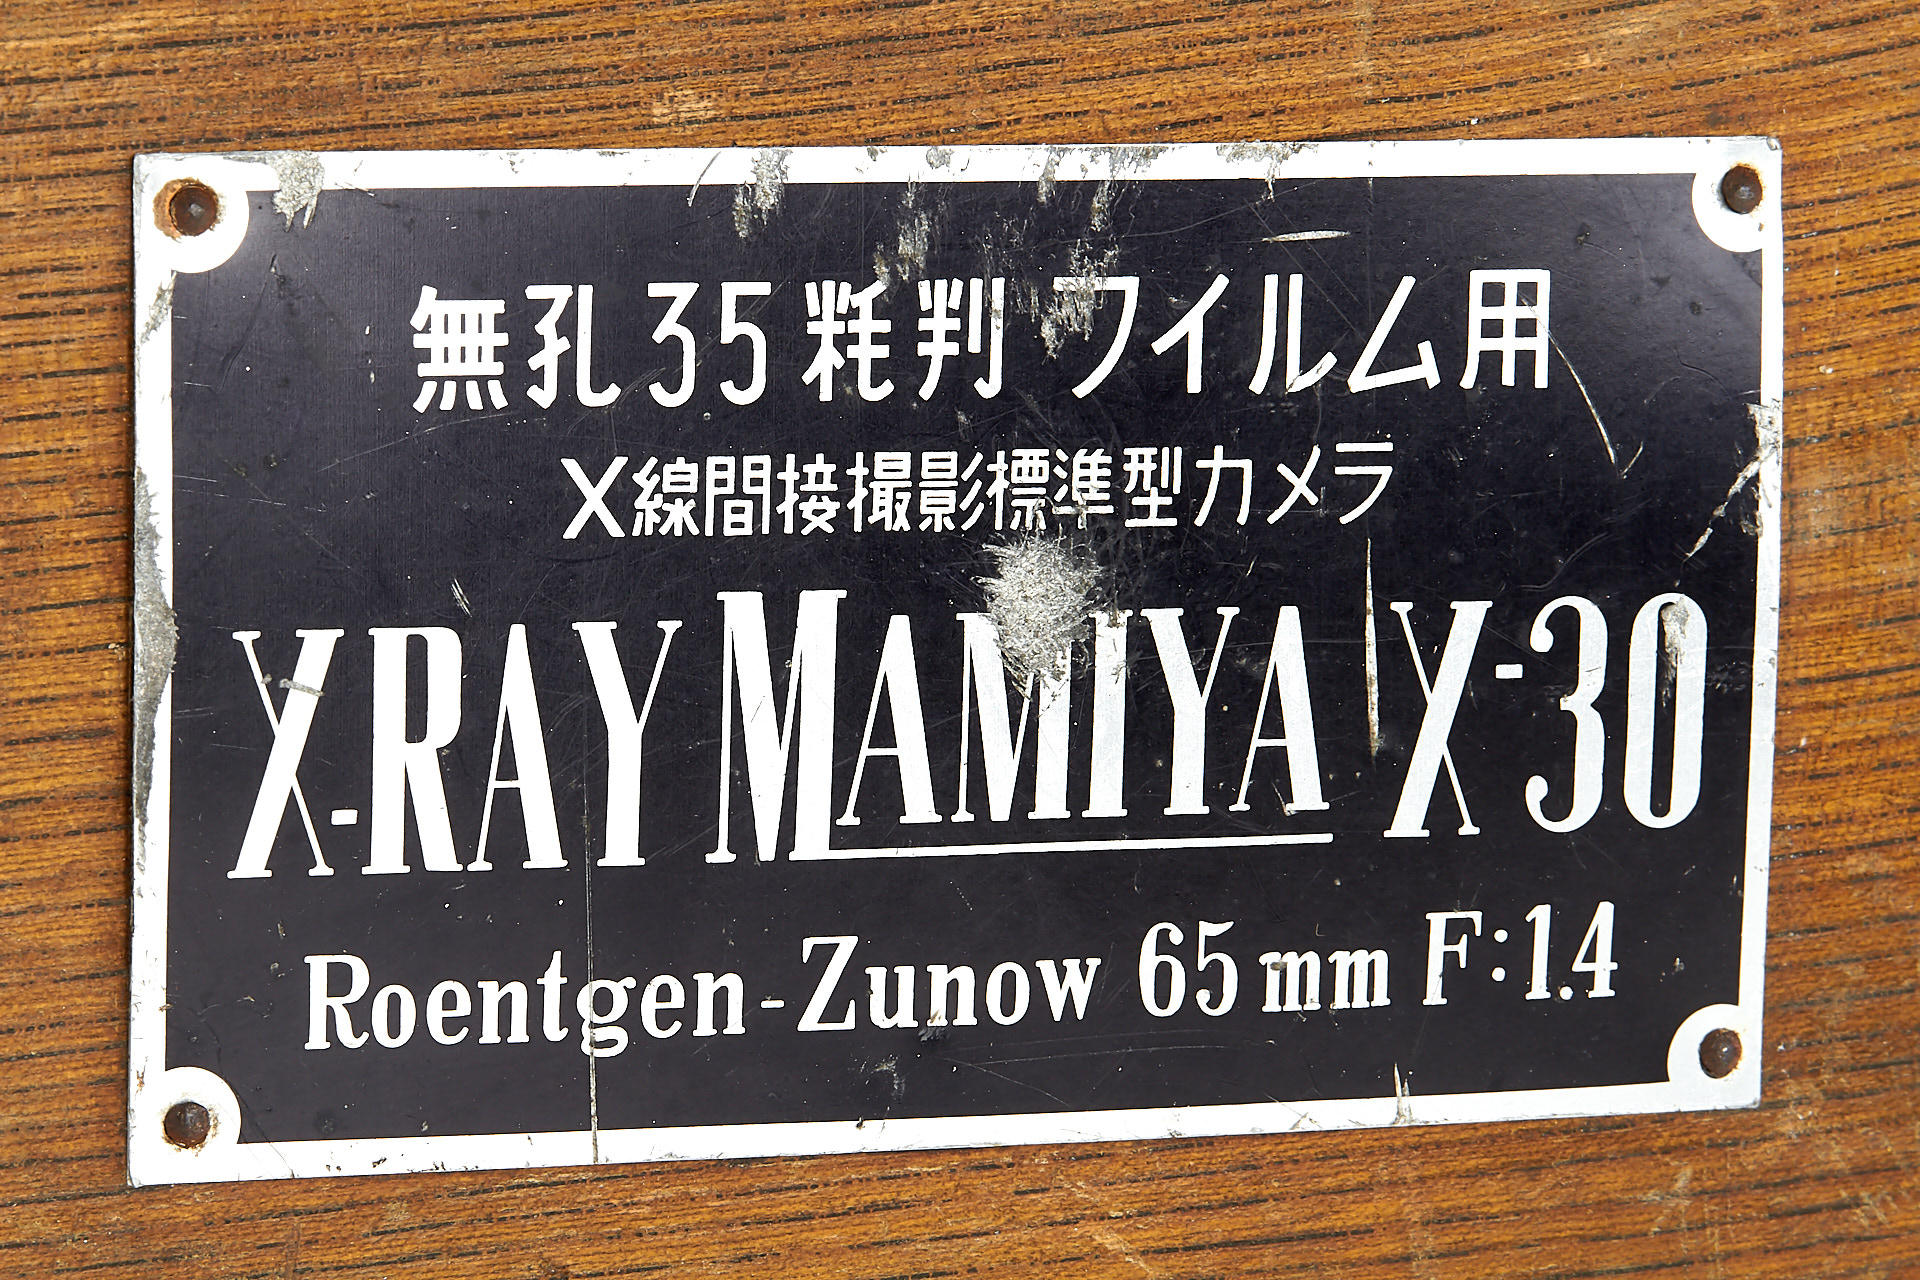 無孔35粍判フイルム用
X線間接撮影標準型カメラ
X-RAY MAMIYA X-30
Roentgen-Zunow 65mm F:1.4